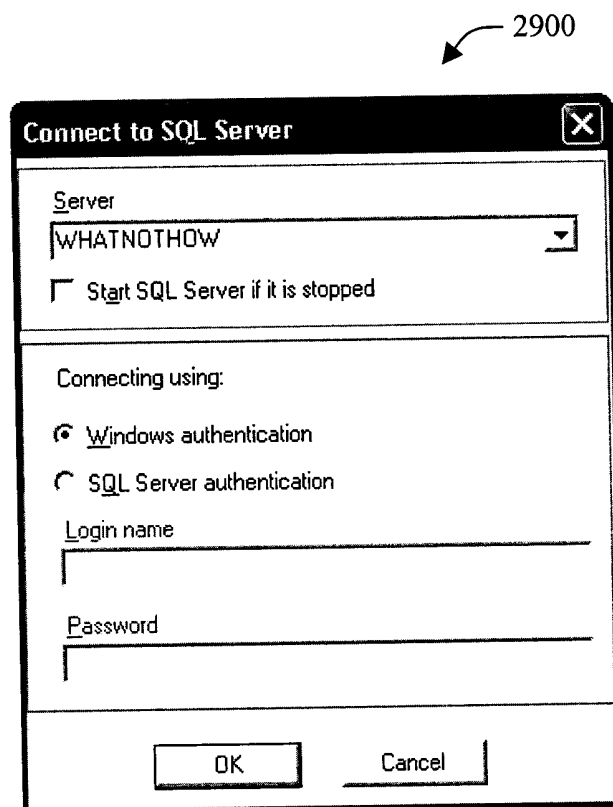 2900
Connect to SQL Server
Server
WHATNOTHOW
Start SQL Server if it is stopped
Connecting using:
Windows authentication
SQL Server authentication
Login name
Password
OK Cancel